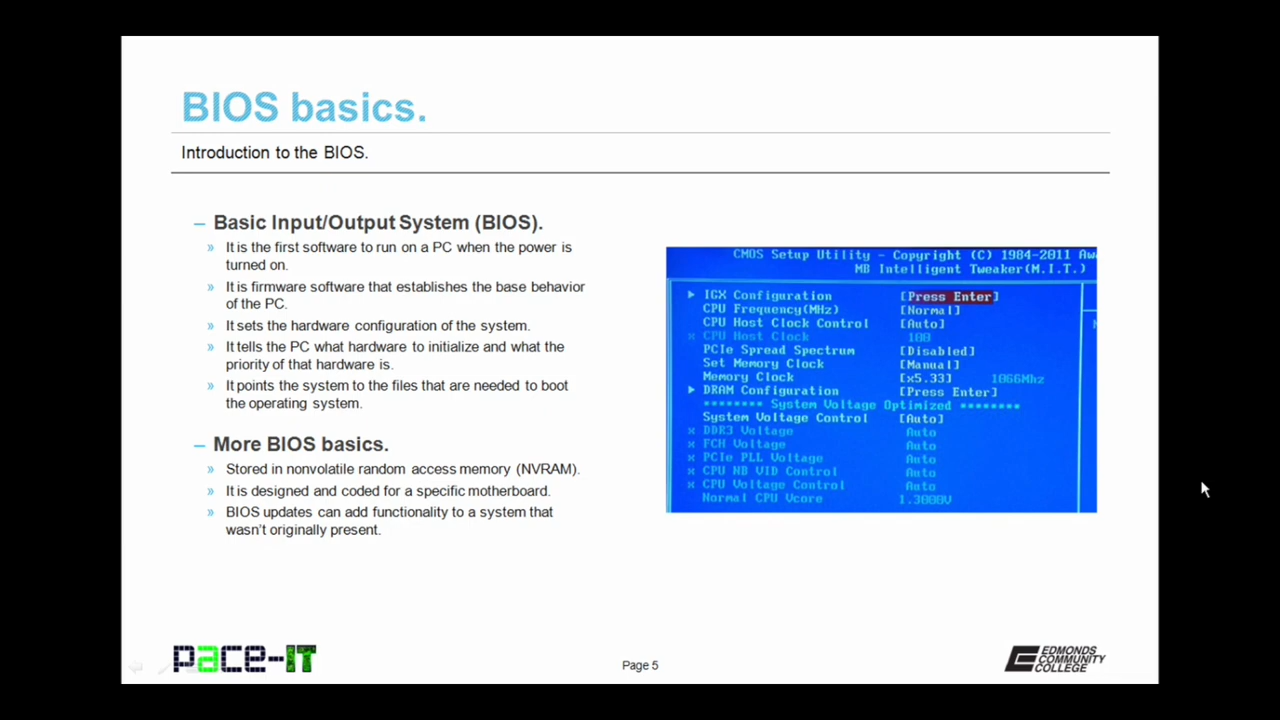 BIOS basics.
Introduction to the BIOS.
– Basic Input/Output System (BIOS).
» It is the first software to run on a PC when the power is
turned on.
» It is firmware software that establishes the base behavior
of the PC.
» It sets the hardware configuration of the system.
» It tells the PC what hardware to initialize and what the
priority of that hardware is.
» It points the system to the files that are needed to boot
the operating system.
– More BIOS basics.
» Stored in nonvolatile random access memory (NVRAM).
» It is designed and coded for a specific motherboard.
» BIOS updates can add functionality to a system that
wasn't originally present.
CMOS Setup Utility - Copyright (C) 1984-2011 Aw
MB Intelligent Tweaker(M.I.T.)
IGX Configuration [Press Enter]
CPU Frequency(MHz) [Normal]
CPU Host Clock Control [Auto]
x CPU Host Clock 100
PCIe Spread Spectrum [Disabled]
Set Memory Clock [Manual]
Memory Clock [x5.33] 1066Mhz
DRAM Configuration [Press Enter]
******** System Voltage Optimized ********
System Voltage Control [Auto]
x DDR3 Voltage Auto
x FCH Voltage Auto
x PCIe PLL Voltage Auto
x CPU NB VID Control Auto
x CPU Voltage Control Auto
Normal CPU Vcore 1.3000V
pace-IT
Page 5
EDMONDS
COMMUNITY
COLLEGE